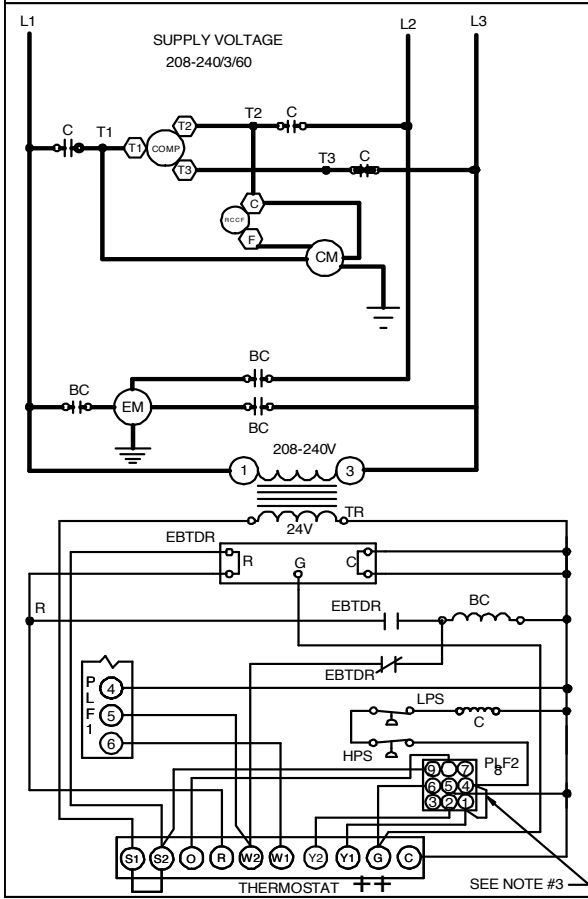 L1
L2
L3
SUPPLY VOLTAGE
208-240/3/60
C
T1
T2
T2
C
T1
COMP
T3
T3
C
C
RCCF
F
CM
BC
BC
EM
BC
208-240V
1
3
TR
24V
EBTDR
R
G
C
R
EBTDR
BC
EBTDR
P
L
F
1
4
5
6
LPS
C
HPS
PLF2
9
8
7
6
5
4
3
2
1
S1
S2
O
R
W2
W1
Y2
Y1
G
C
THERMOSTAT ++
SEE NOTE #3